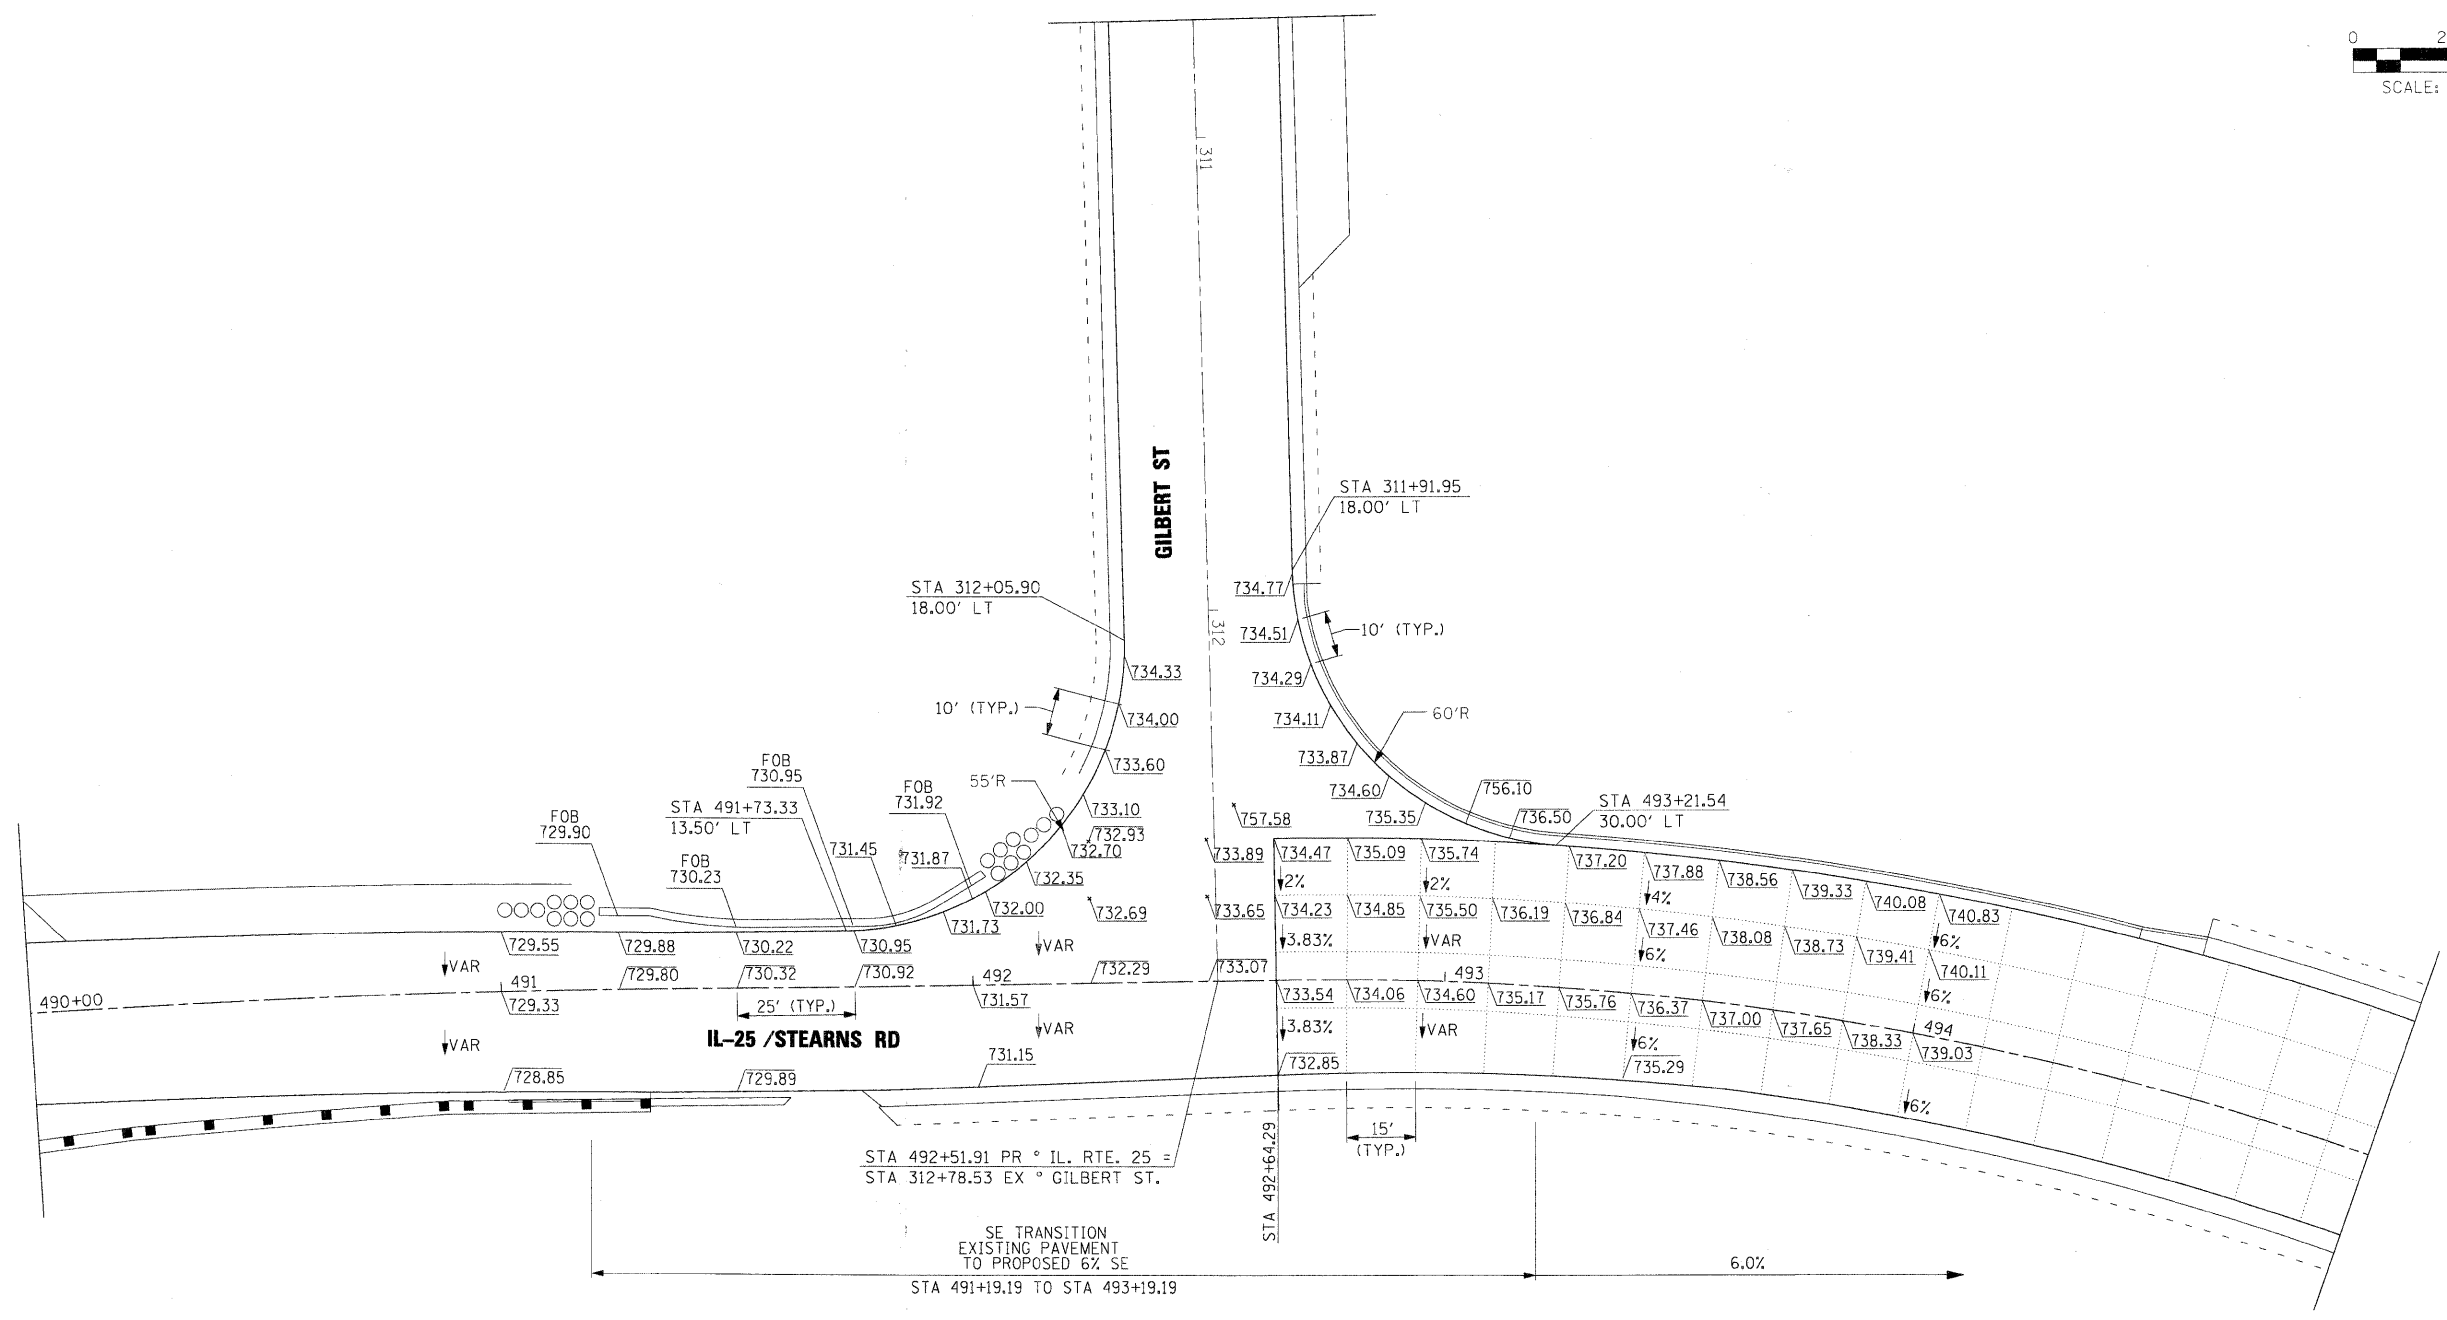 0 2
SCALE:
311
GILBERT ST
STA 311+91.95
18.00' LT
STA 312+05.90
18.00' LT
734.77
312
734.51
10' (TYP.)
734.33
734.29
10' (TYP.)
734.00
734.11
60'R
733.60
733.87
FOB
730.95
55'R
734.60
756.10
FOB
731.92
STA 491+73.33
13.50' LT
733.10
757.58
735.35
736.50
STA 493+21.54
30.00' LT
FOB
729.90
732.93
731.45
731.87
732.70
733.89
734.47
735.09
735.74
737.20
FOB
730.23
732.35
737.88
738.56
739.33
740.08
740.83
2%
2%
4%
732.00
732.69
733.65
734.23
734.85
735.50
736.19
736.84
737.46
738.08
738.73
739.41
740.11
731.73
729.55
729.88
730.22
730.95
VAR
3.83%
VAR
6%
6%
VAR
729.80
730.32
730.92
732.29
733.07
491
492
493
490+00
729.33
731.57
733.54
734.06
734.60
735.17
735.76
736.37
737.00
737.65
738.33
739.03
6%
494
25' (TYP.)
IL-25 /STEARNS RD
VAR
VAR
3.83%
VAR
6%
731.15
732.85
735.29
728.85
729.89
6%
15'
(TYP.)
STA 492+51.91 PR ° IL. RTE. 25 =
STA 312+78.53 EX ° GILBERT ST.
STA 492+64.29
SE TRANSITION
EXISTING PAVEMENT
TO PROPOSED 6% SE
6.0%
STA 491+19.19 TO STA 493+19.19